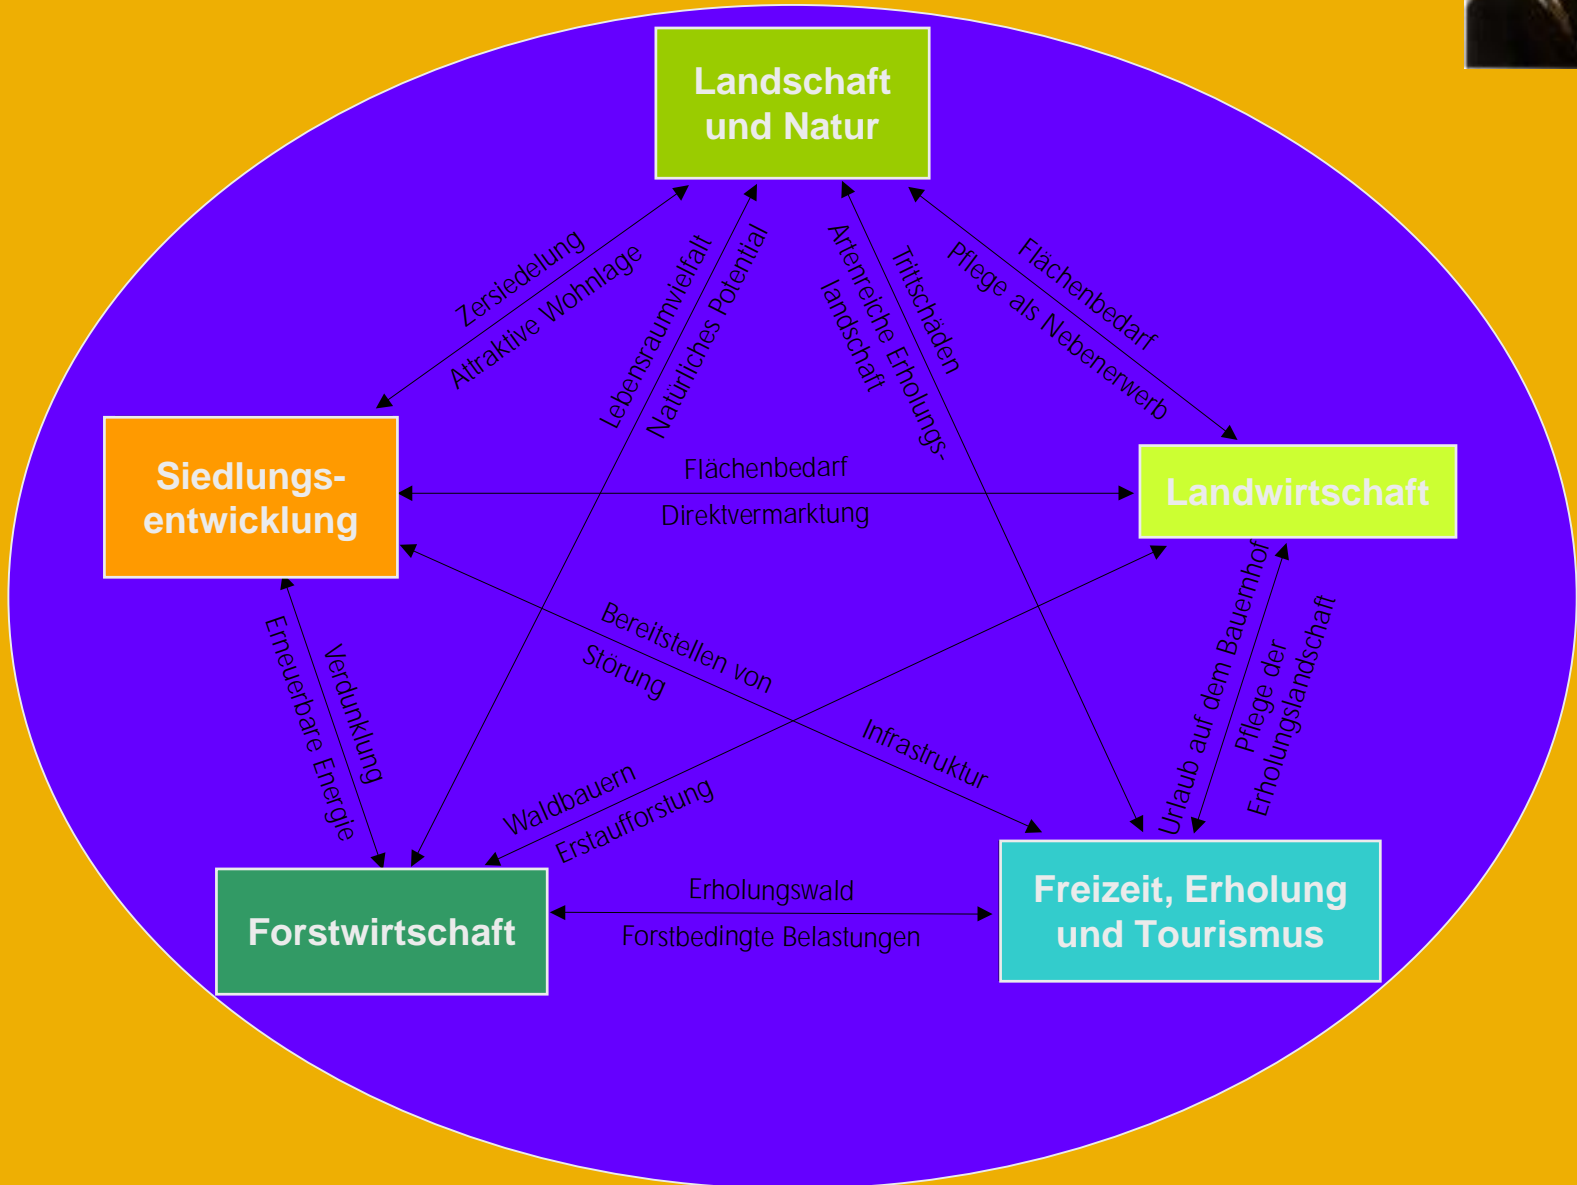 Landschaft
und Natur
Zersiedelung
Attraktive Wohnlage
Lebensraumvielfalt
Natürliches Potential
Artenreiche Erholungs-
landschaft
Trittschäden
Flächenbedarf
Pflege als Nebenerwerb
Siedlungs-
entwicklung
Flächenbedarf
Direktvermarktung
Landwirtschaft
Erneuerbare Energie
Verdunklung
Bereitstellen von
Infrastruktur
Störung
Waldbauern
Erstaufforstung
Urlaub auf dem Bauernhof
Pflege der
Erholungslandschaft
Forstwirtschaft
Erholungswald
Forstbedingte Belastungen
Freizeit, Erholung
und Tourismus